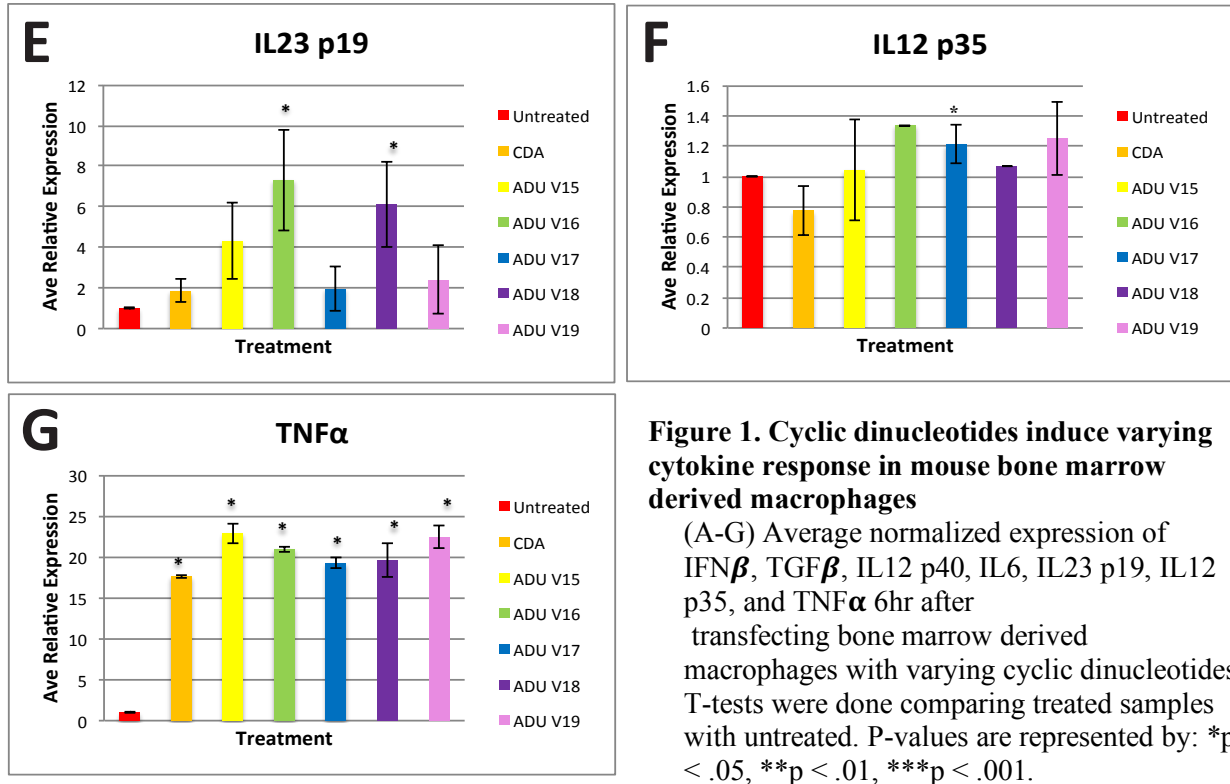 E
IL23 p19
Ave Relative Expression
12
10
8
6
4
2
0
*
*
Treatment
Untreated
CDA
ADU V15
ADU V16
ADU V17
ADU V18
ADU V19
F
IL12 p35
Ave Relative Expression
1.6
1.4
1.2
1
0.8
0.6
0.4
0.2
0
*
Treatment
Untreated
CDA
ADU V15
ADU V16
ADU V17
ADU V18
ADU V19
G
TNFα
Ave Relative Expression
30
25
20
15
10
5
0
*
*
*
*
*
*
Treatment
Untreated
CDA
ADU V15
ADU V16
ADU V17
ADU V18
ADU V19
Figure 1. Cyclic dinucleotides induce varying
cytokine response in mouse bone marrow
derived macrophages
(A-G) Average normalized expression of
IFNβ, TGFβ, IL12 p40, IL6, IL23 p19, IL12
p35, and TNFα 6hr after
transfecting bone marrow derived
macrophages with varying cyclic dinucleotides
T-tests were done comparing treated samples
with untreated. P-values are represented by: *p
< .05, **p < .01, ***p < .001.